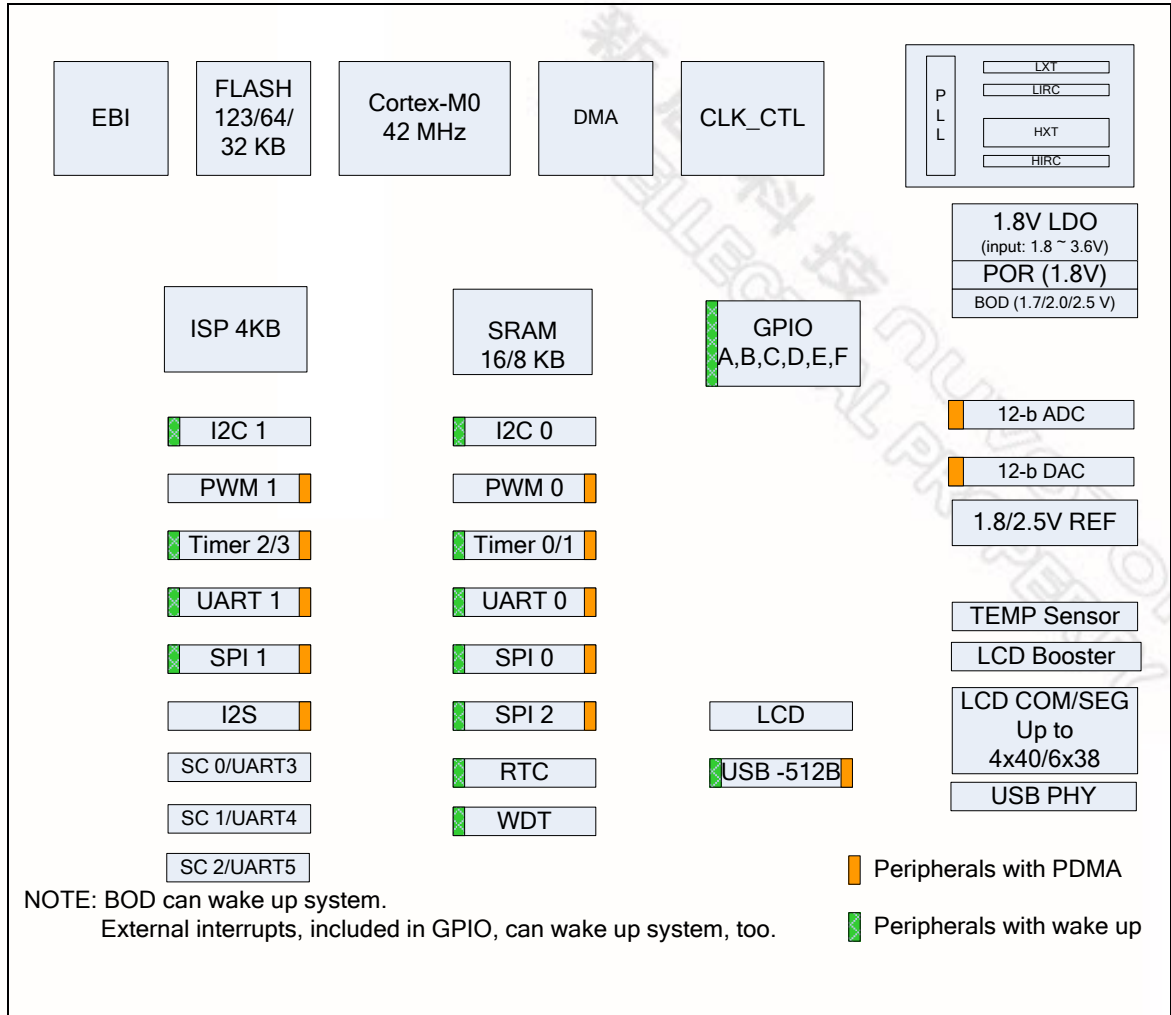 EBI
FLASH
123/64/
32 KB
Cortex-M0
42 MHz
DMA
CLK_CTL
P
L
L
LXT
LIRC
HXT
HIRC
1.8V LDO
(input: 1.8 ~ 3.6V)
POR (1.8V)
BOD (1.7/2.0/2.5 V)
ISP 4KB
SRAM
16/8 KB
GPIO
A,B,C,D,E,F
I2C 1
I2C 0
12-b ADC
PWM 1
PWM 0
12-b DAC
1.8/2.5V REF
Timer 2/3
Timer 0/1
UART 1
UART 0
TEMP Sensor
SPI 1
SPI 0
LCD Booster
I2S
SPI 2
LCD
LCD COM/SEG
Up to
4x40/6x38
SC 0/UART3
RTC
USB -512B
USB PHY
SC 1/UART4
WDT
SC 2/UART5
Peripherals with PDMA
NOTE: BOD can wake up system.
External interrupts, included in GPIO, can wake up system, too.
Peripherals with wake up